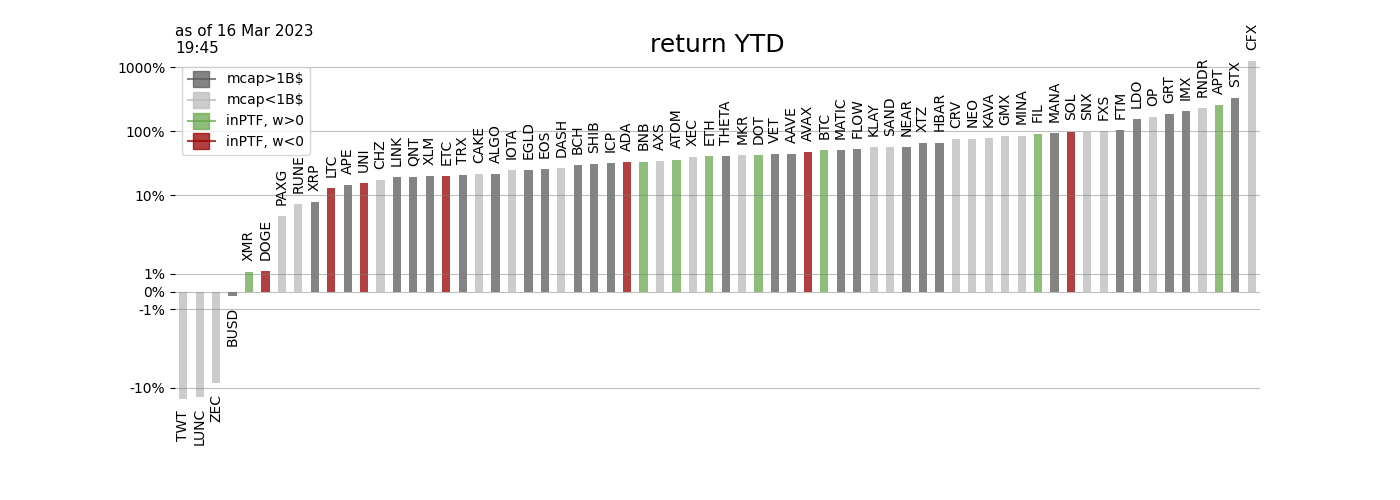 as of 16 Mar 2023
19:45
return YTD
mcap>1B$
mcap<1B$
inPTF, w>0
inPTF, w<0
1000%
100%
10%
1%
0%
-1%
-10%
TWT
LUNC
ZEC
BUSD
XMR
DOGE
PAXG
RUNE
XRP
LTC
APE
UNI
CHZ
LINK
QNT
XLM
ETC
TRX
CAKE
ALGO
IOTA
EGLD
EOS
DASH
BCH
SHIB
ICP
ADA
BNB
AXS
ATOM
XEC
ETH
THETA
MKR
DOT
VET
AAVE
AVAX
BTC
MATIC
FLOW
KLAY
SAND
NEAR
XTZ
HBAR
CRV
NEO
KAVA
GMX
MINA
FIL
MANA
SOL
SNX
FXS
FTM
LDO
OP
GRT
IMX
RNDR
APT
STX
CFX